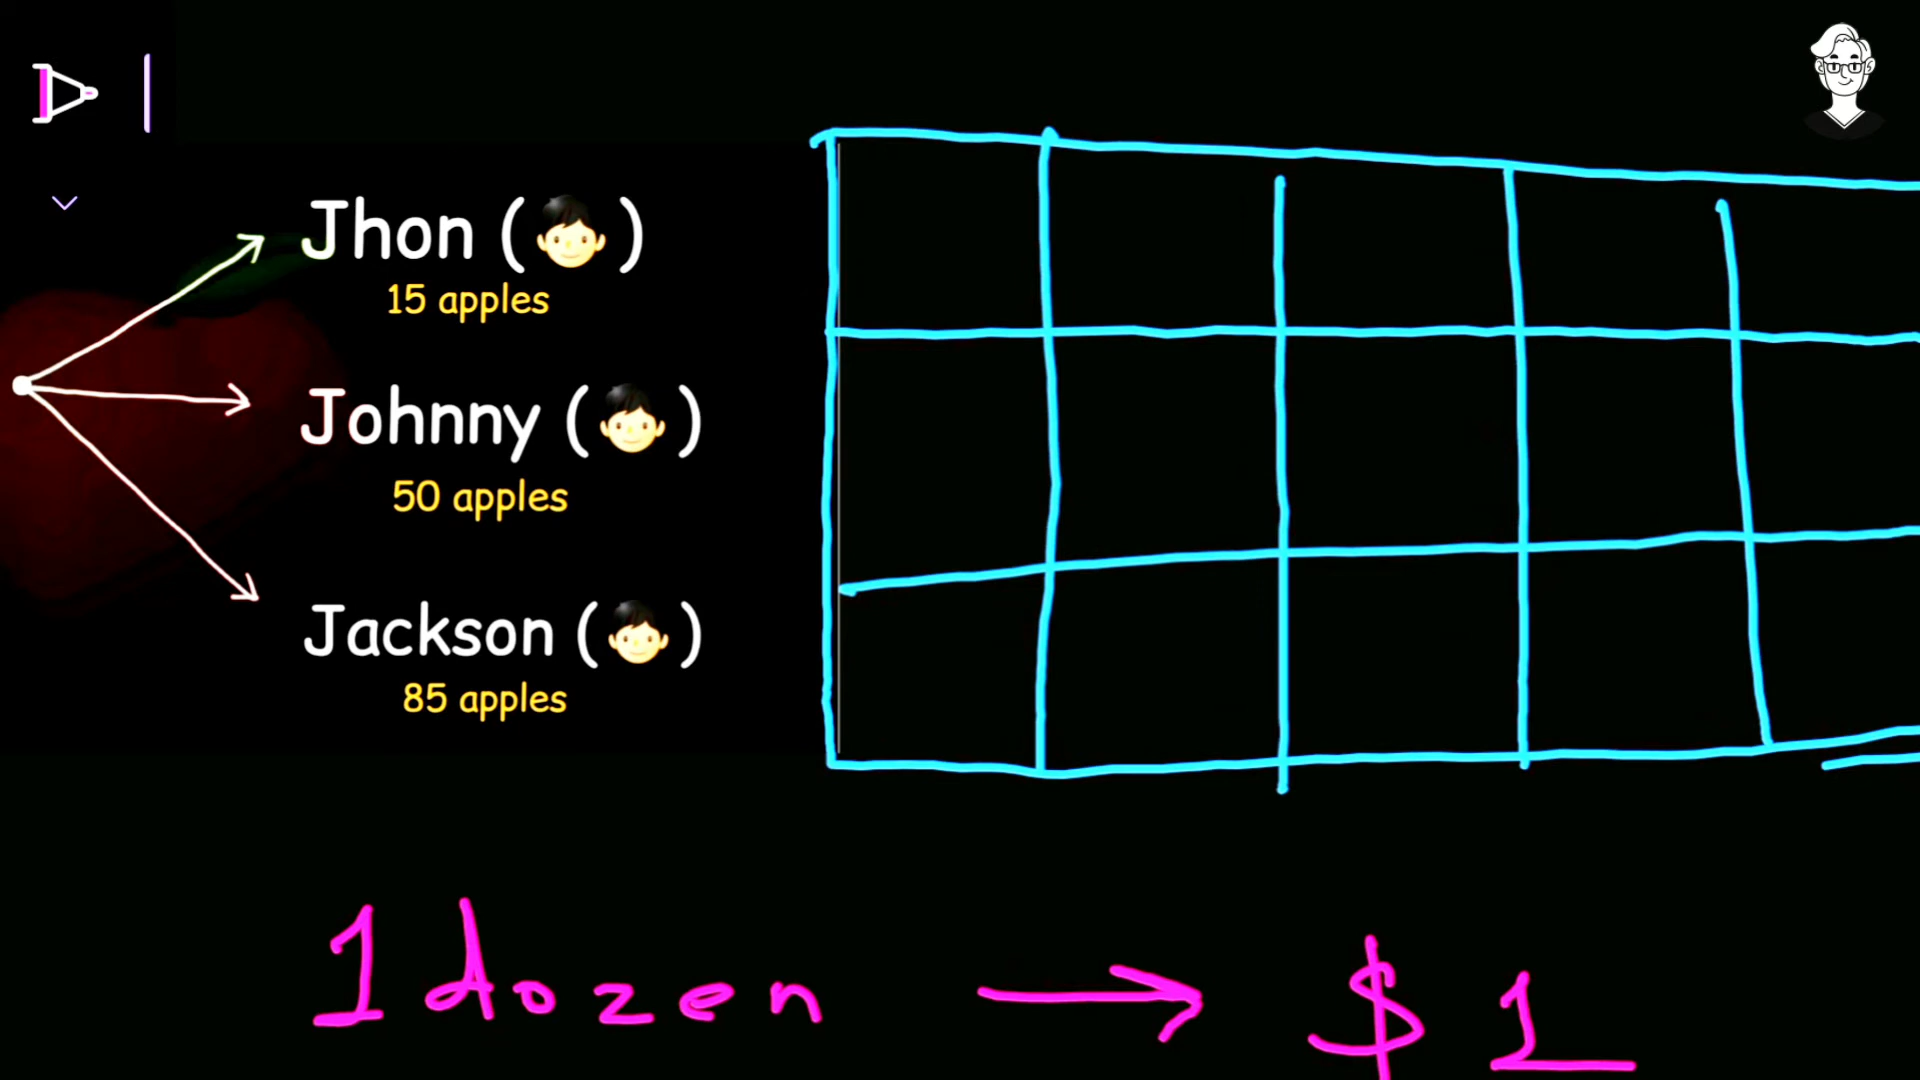 Jhon (👦🏻)
15 apples
Johnny (👦🏻)
50 apples
Jackson (👦🏻)
85 apples
1 dozen → $ 1